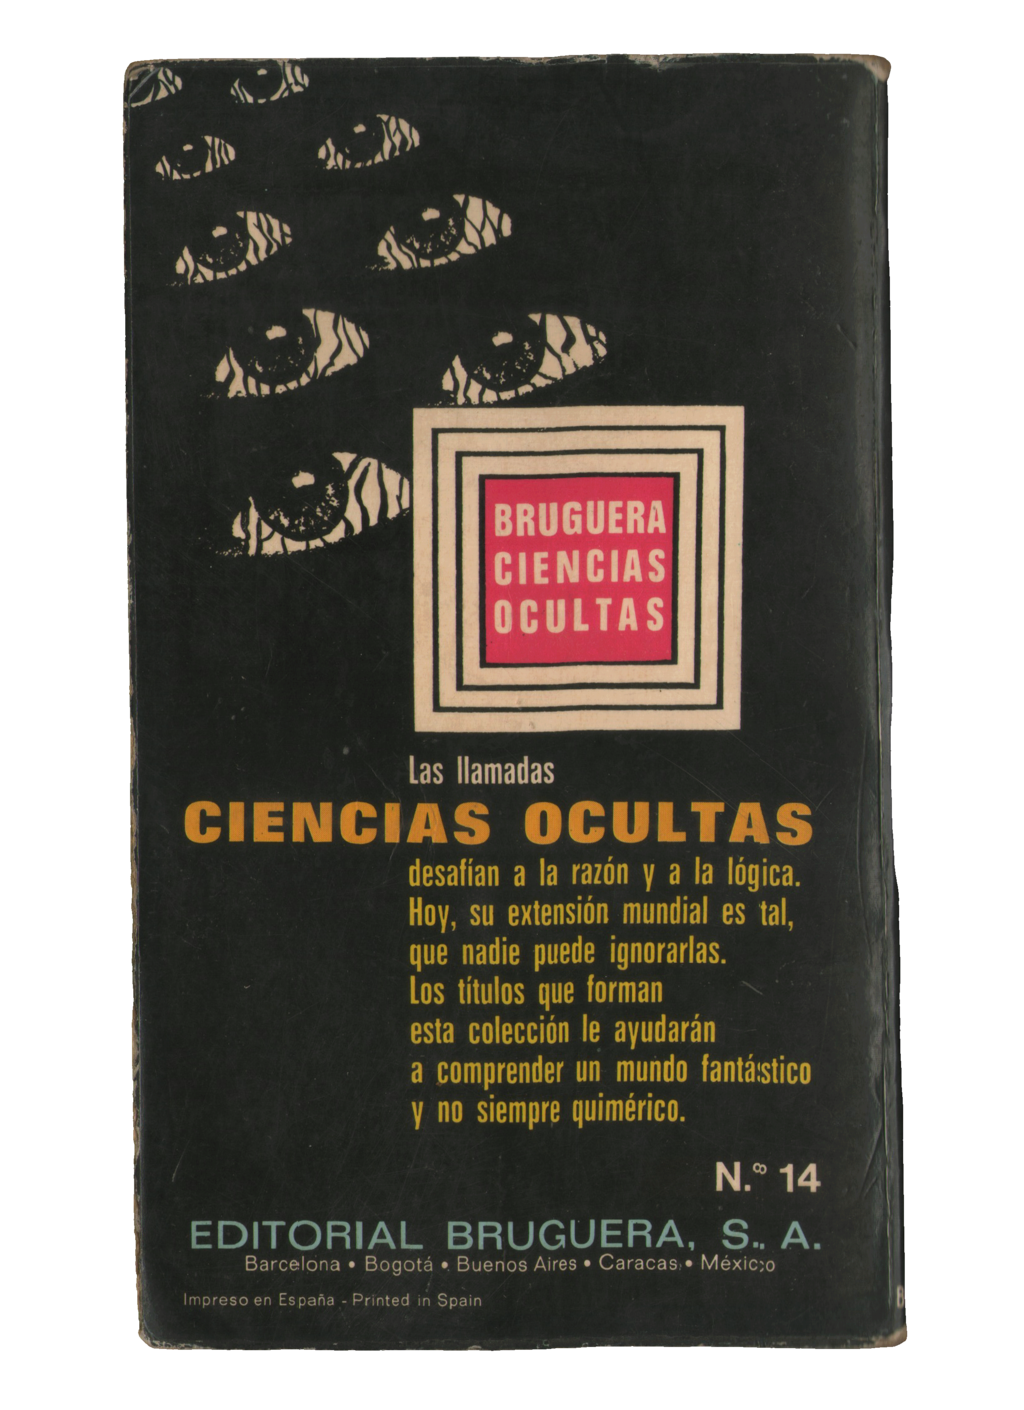 BRUGUERA
CIENCIAS
OCULTAS
Las llamadas
CIENCIAS OCULTAS
desafían a la razón y a la lógica.
Hoy, su extensión mundial es tal,
que nadie puede ignorarlas.
Los títulos que forman
esta colección le ayudarán
a comprender un mundo fantástico
y no siempre quimérico.
N.º 14
EDITORIAL BRUGUERA, S. A.
Barcelona • Bogotá • Buenos Aires • Caracas • México
Impreso en España - Printed in Spain